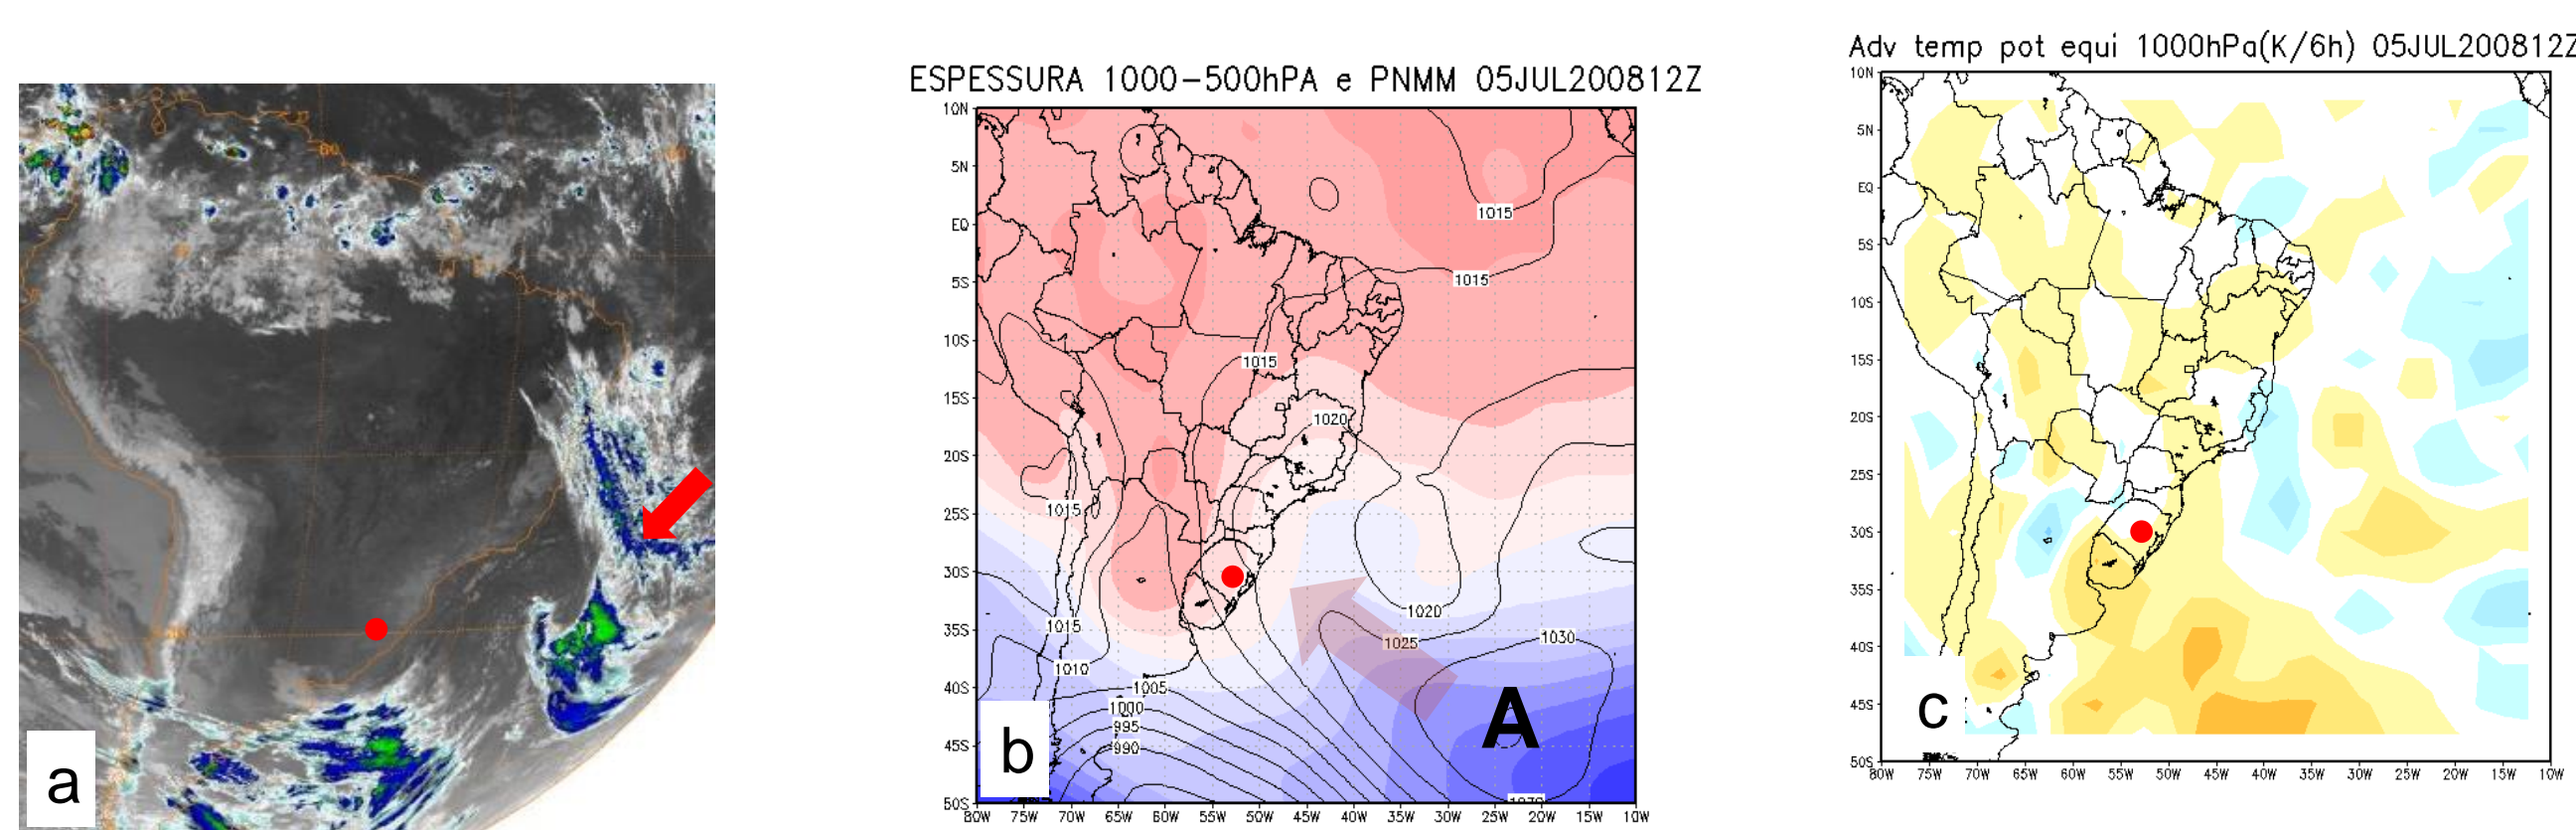 a
ESPESSURA 1000-500hPA e PNMM 05JUL200812Z
10N
5N
EQ
5S
10S
15S
20S
25S
30S
35S
40S
45S
50S
80W 75W 70W 65W 60W 55W 50W 45W 40W 35W 30W 25W 20W 15W 10W
1015
1015
1015
1020
1015
1020
1015
1025
1030
1010
1005
1000
995
990
A
b
Adv temp pot equi 1000hPa(K/6h) 05JUL200812Z
10N
5N
EQ
5S
10S
15S
20S
25S
30S
35S
40S
45S
50S
80W 75W 70W 65W 60W 55W 50W 45W 40W 35W 30W 25W 20W 15W 10W
c